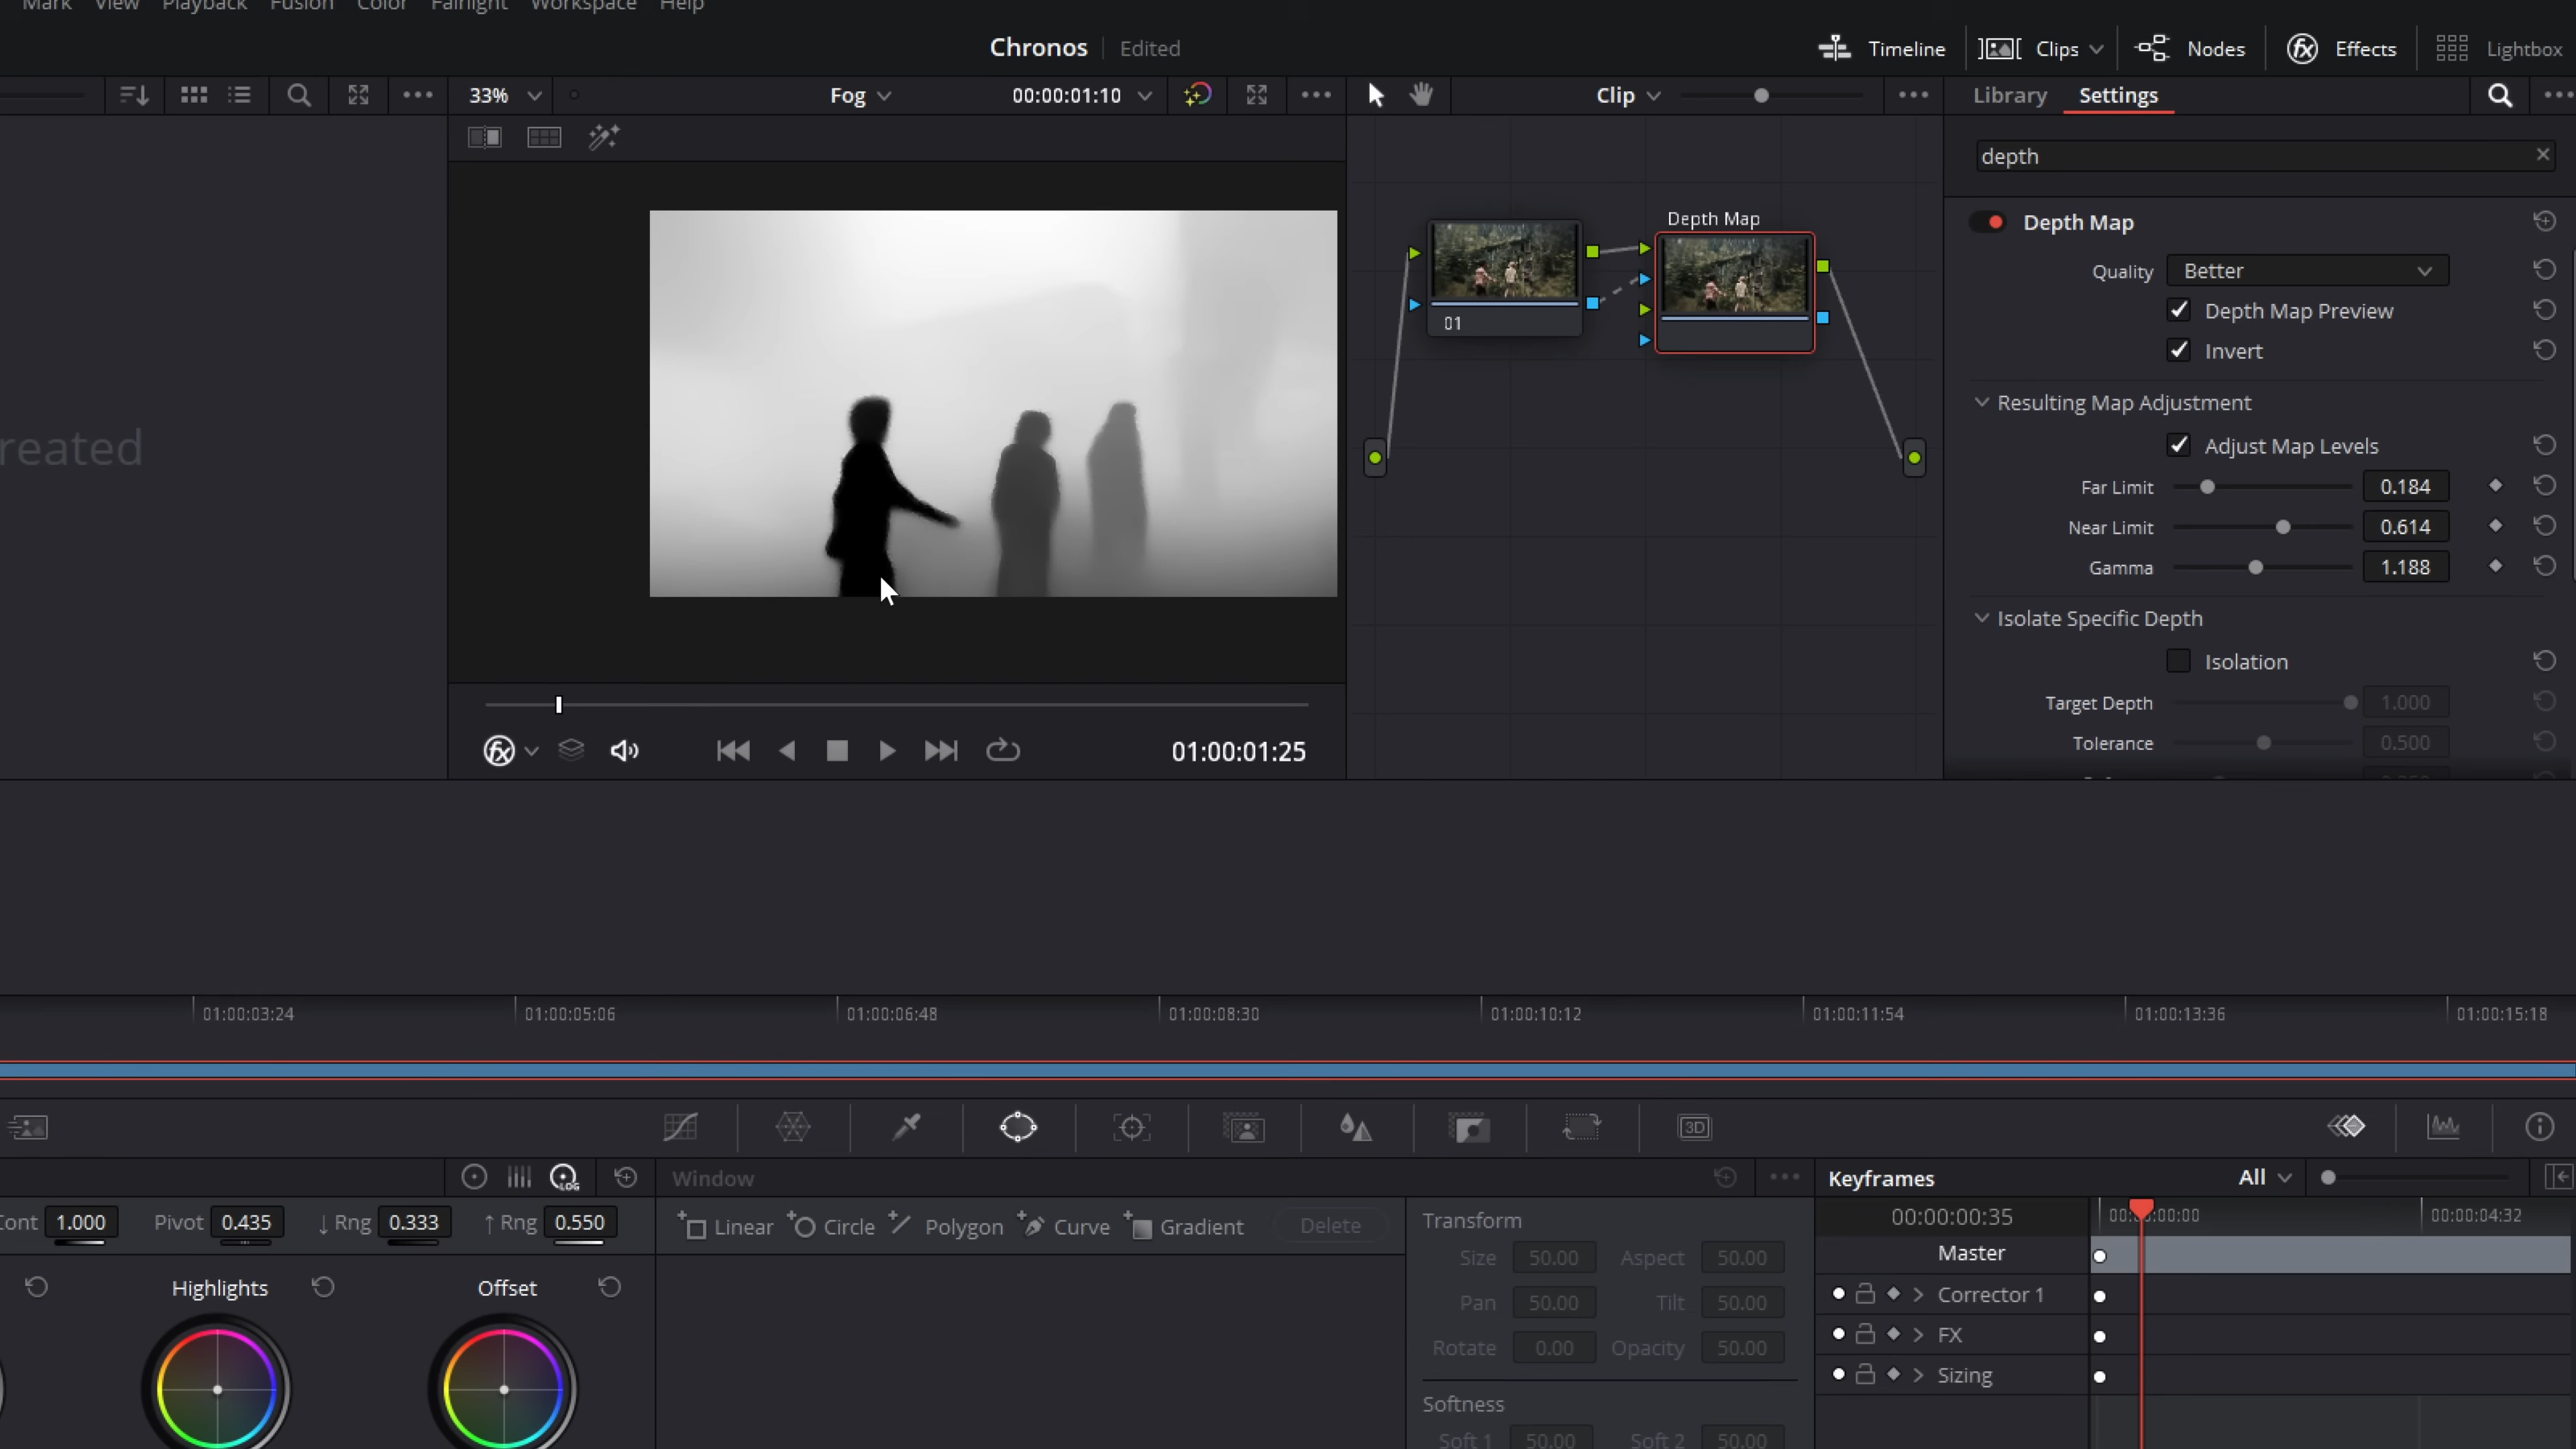 Mark View Playback Fusion Color Fairlight Workspace Help
Chronos Edited
Timeline Clips Nodes Effects Lightbox
33% Fog 00:00:01:10 Clip Library Settings
depth
Depth Map
Depth Map
Quality Better
Depth Map Preview
01
Invert
Resulting Map Adjustment
reated
Adjust Map Levels
Far Limit 0.184
Near Limit 0.614
Gamma 1.188
Isolate Specific Depth
Isolation
Target Depth 1.000
Tolerance 0.500
01:00:01:25
01:00:03:24 01:00:05:06 01:00:06:48 01:00:08:30 01:00:10:12 01:00:11:54 01:00:13:36 01:00:15:18
3D
LOG
Window
Keyframes All
Cont 1.000 Pivot 0.435 ↓ Rng 0.333 ↑ Rng 0.550
Linear Circle Polygon Curve Gradient Delete
Transform
00:00:00:35 00:00:00:00 00:00:04:32
Size 50.00 Aspect 50.00
Master
Highlights Offset
Pan 50.00 Tilt 50.00
Corrector 1
Rotate 0.00 Opacity 50.00
FX
Sizing
Softness
Soft 1 50.00 Soft 2 50.00